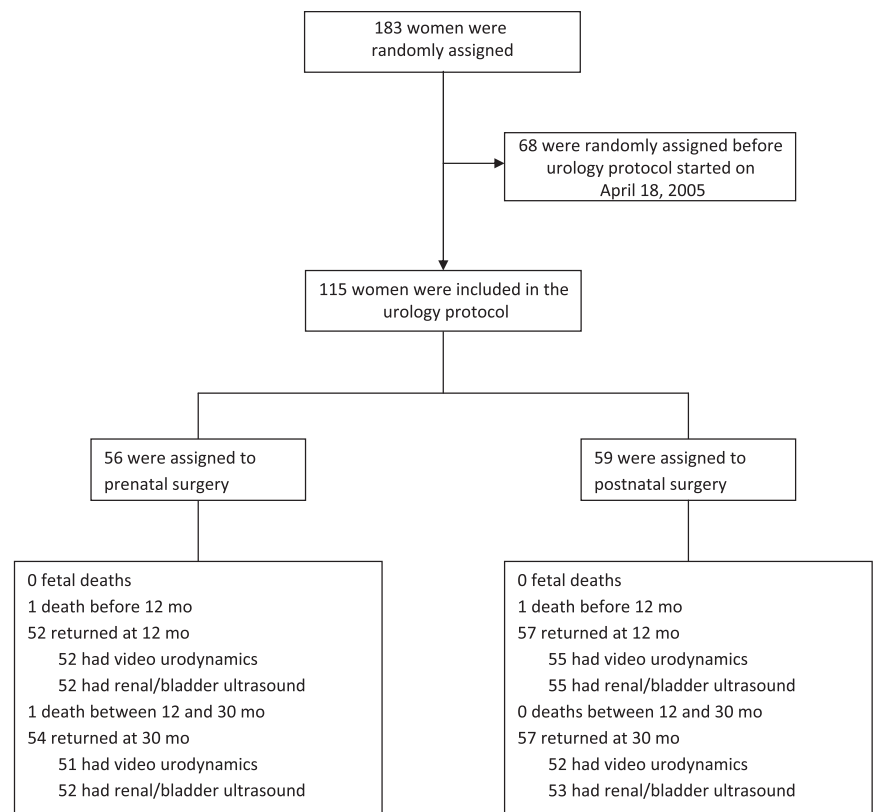 183 women were
randomly assigned
68 were randomly assigned before
urology protocol started on
April 18, 2005
115 women were included in the
urology protocol
56 were assigned to
prenatal surgery
59 were assigned to
postnatal surgery
0 fetal deaths
1 death before 12 mo
52 returned at 12 mo
52 had video urodynamics
52 had renal/bladder ultrasound
1 death between 12 and 30 mo
54 returned at 30 mo
51 had video urodynamics
52 had renal/bladder ultrasound
0 fetal deaths
1 death before 12 mo
57 returned at 12 mo
55 had video urodynamics
55 had renal/bladder ultrasound
0 deaths between 12 and 30 mo
57 returned at 30 mo
52 had video urodynamics
53 had renal/bladder ultrasound